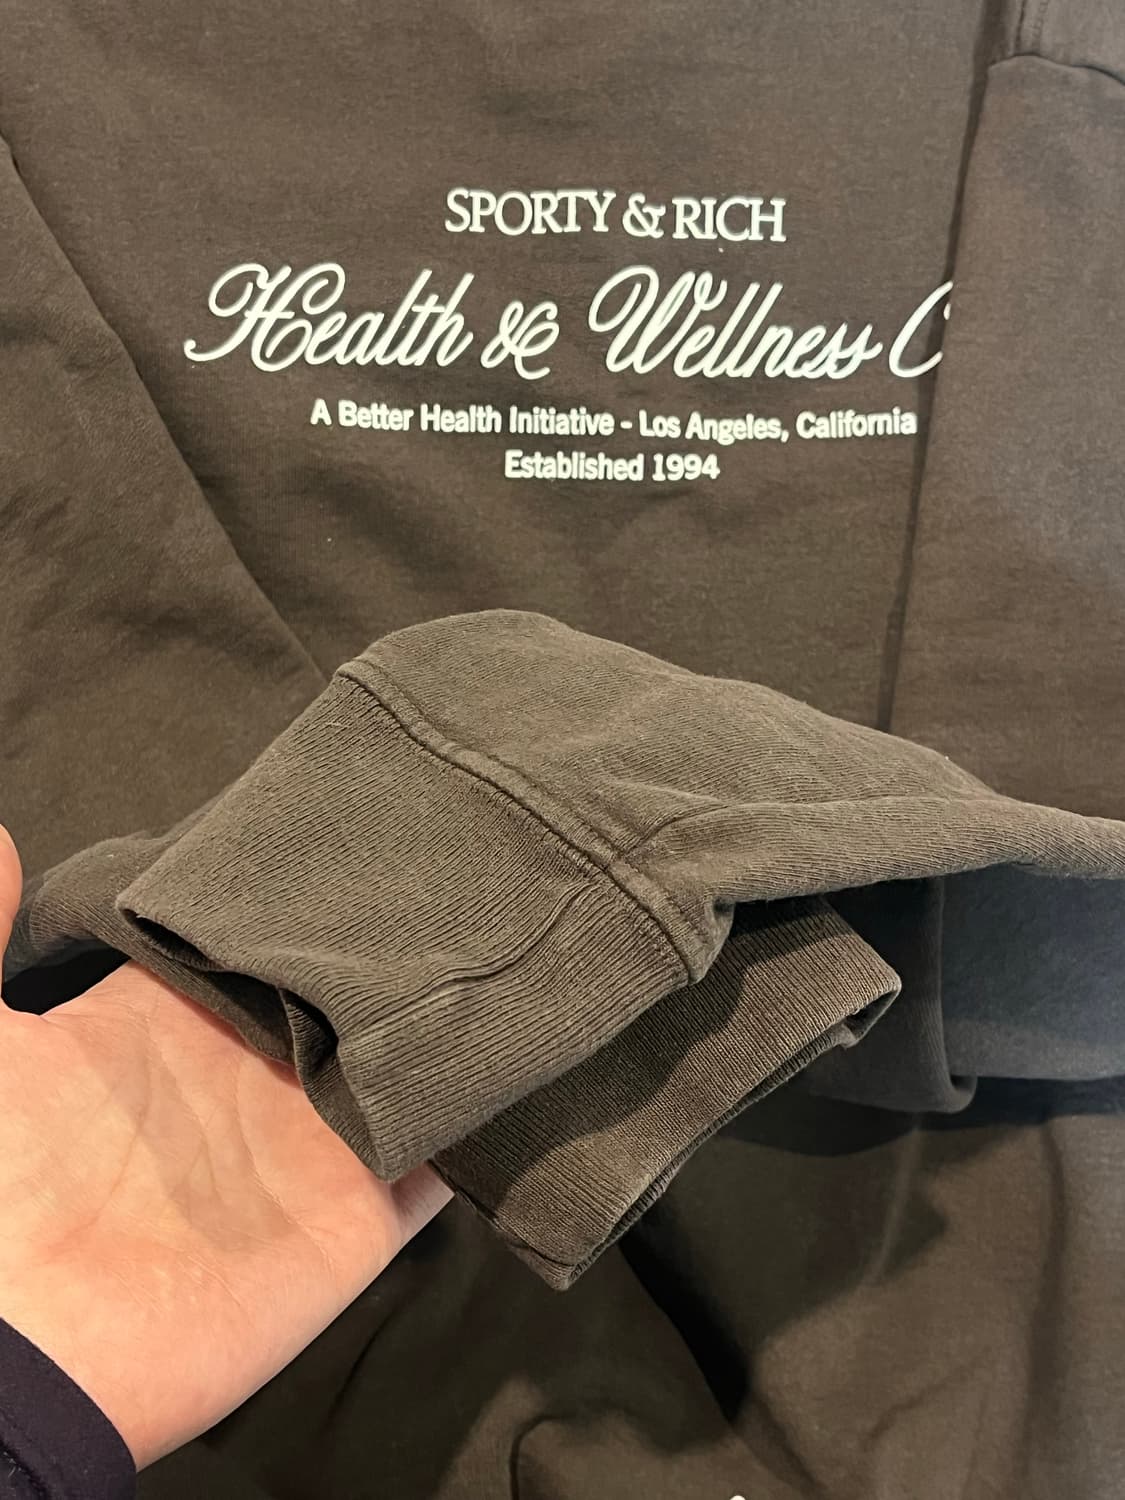 SPORTY & RICH
Health & Wellness C
A Better Health Initiative - Los Angeles, California
Established 1994